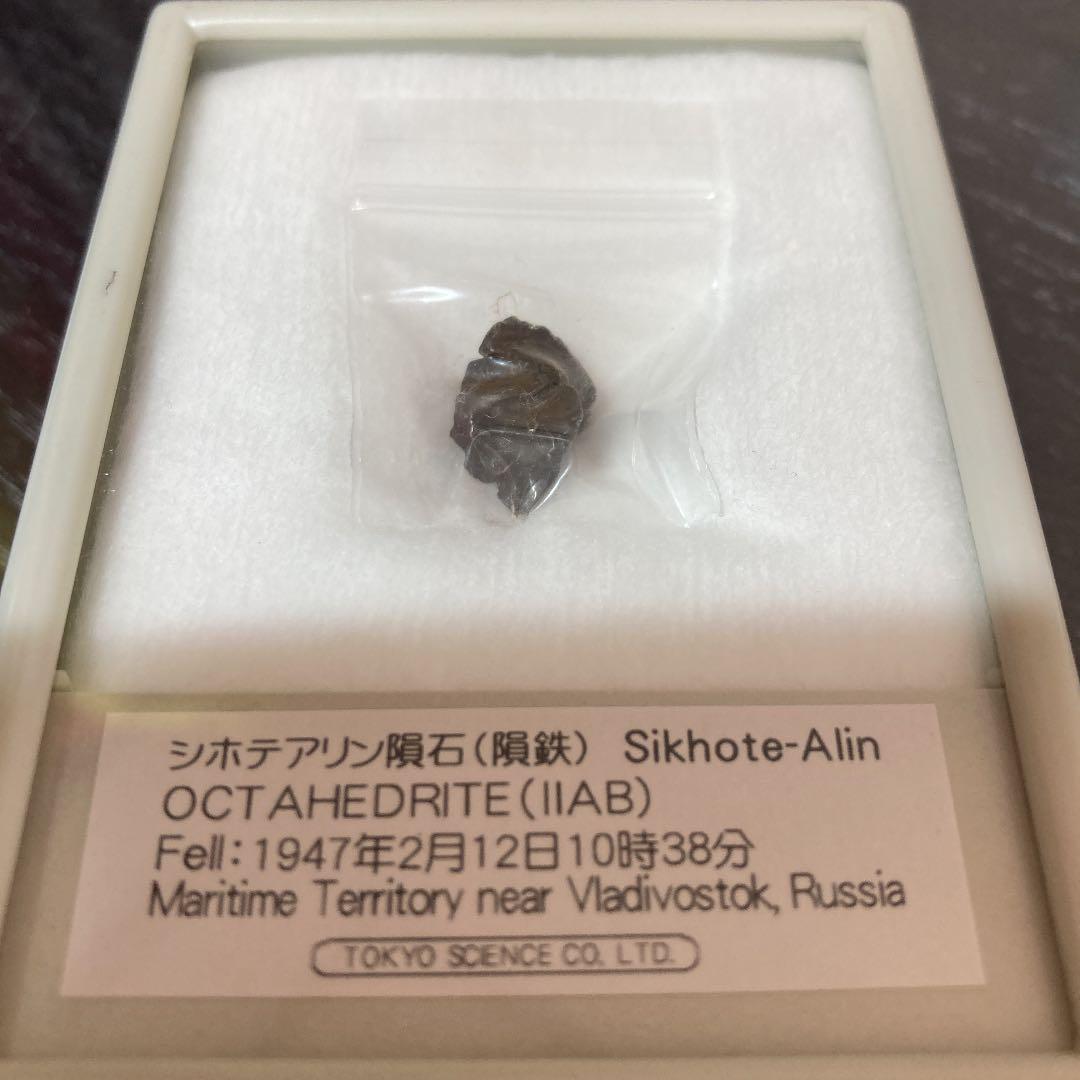 シホテアリン隕石(隕鉄) Sikhote-Alin
OCTAHEDRITE(IIAB)
Fell:1947年2月12日10時38分
Maritime Territory near Vladivostok, Russia
TOKYO SCIENCE CO, LTD.